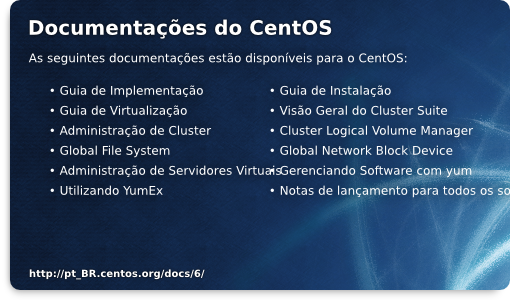 Documentações do CentOS
As seguintes documentações estão disponíveis para o CentOS:
• Guia de Implementação
• Guia de Virtualização
• Administração de Cluster
• Global File System
• Administração de Servidores Virtuais
• Utilizando YumEx
• Guia de Instalação
• Visão Geral do Cluster Suite
• Cluster Logical Volume Manager
• Global Network Block Device
• Gerenciando Software com yum
• Notas de lançamento para todos os
http://pt_BR.centos.org/docs/6/